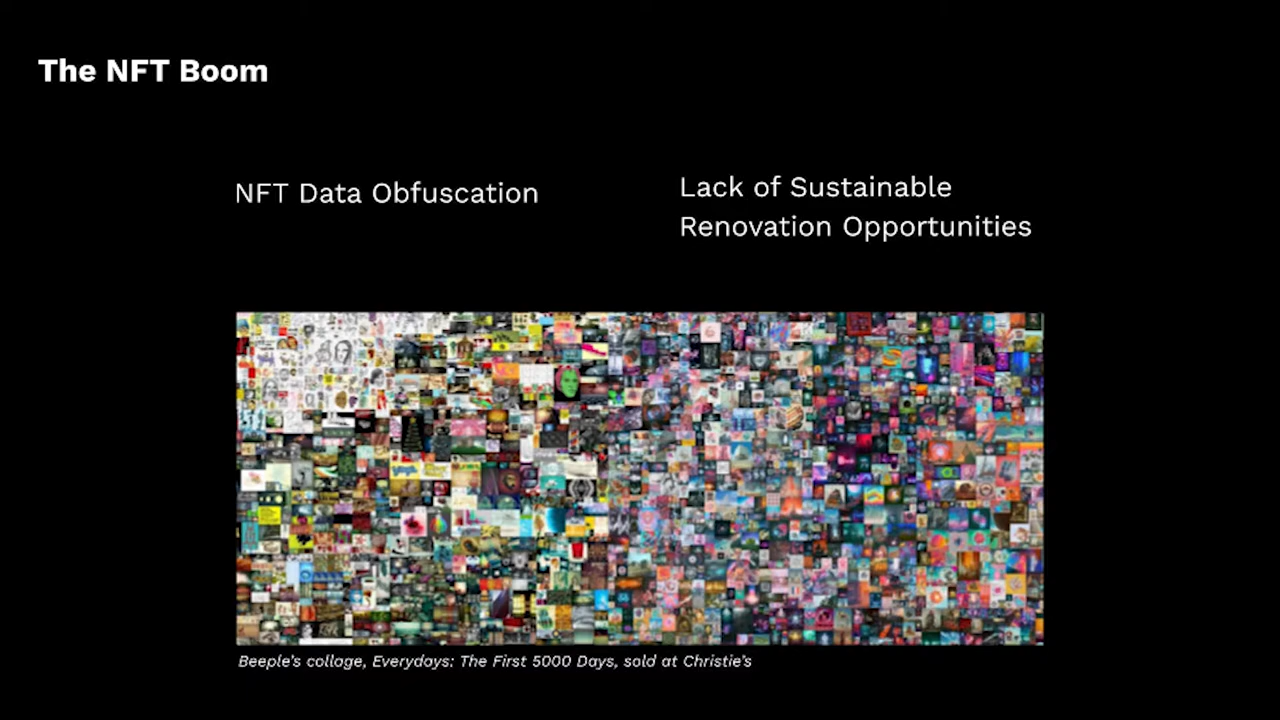 The NFT Boom
NFT Data Obfuscation
Lack of Sustainable
Renovation Opportunities
Beeple's collage, Everydays: The First 5000 Days, sold at Christie's